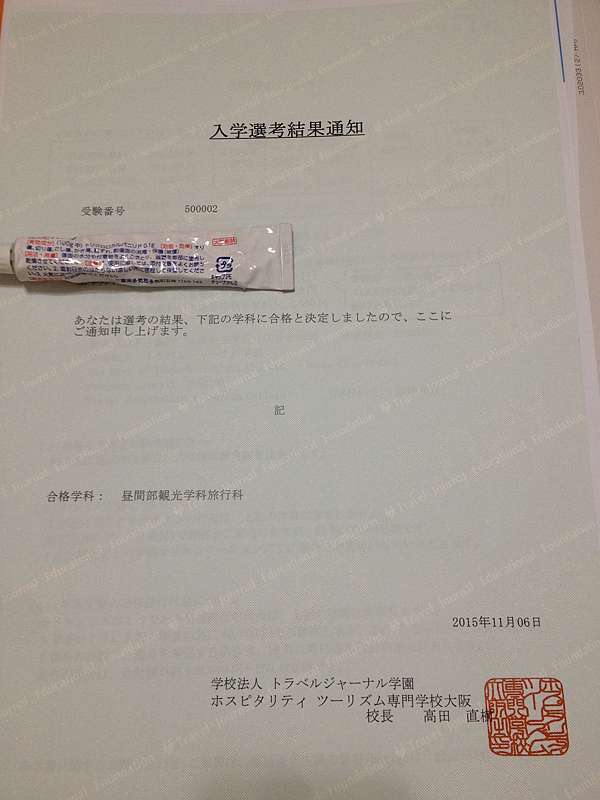 入学選考結果通知
受験番号 500002
あなたは選考の結果、下記の学科に合格と決定しましたので、ここに
ご通知申し上げます。
記
合格学科： 昼間部観光学科旅行科
2015年11月06日
学校法人 トラベルジャーナル学園
ホスピタリティ ツーリズム専門学校大阪
校長 高田 直樹
Travel Journal Educational Foundation